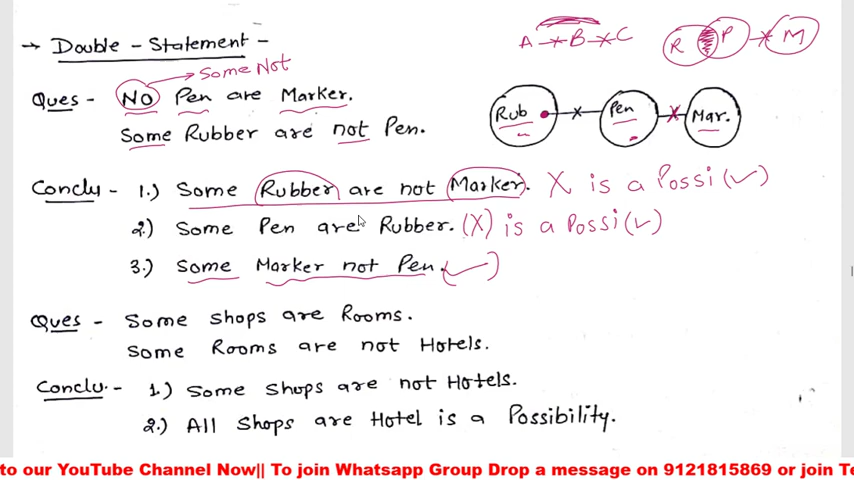 → Double - Statement -
Some Not
A B C
R P M
Ques - No Pen are Marker.
Some Rubber are not Pen.
Rub Pen Mar.
Conclu - 1.) Some Rubber are not Marker. X is a Possi (✓)
2.) Some Pen are Rubber. (X) is a Possi (✓)
3.) Some Marker not Pen. ✓)
Ques - Some shops are Rooms.
Some Rooms are not Hotels.
Conclu. - 1.) Some shops are not Hotels.
2.) All shops are Hotel is a Possibility.
to our YouTube Channel Now|| To join Whatsapp Group Drop a message on 9121815869 or join Te